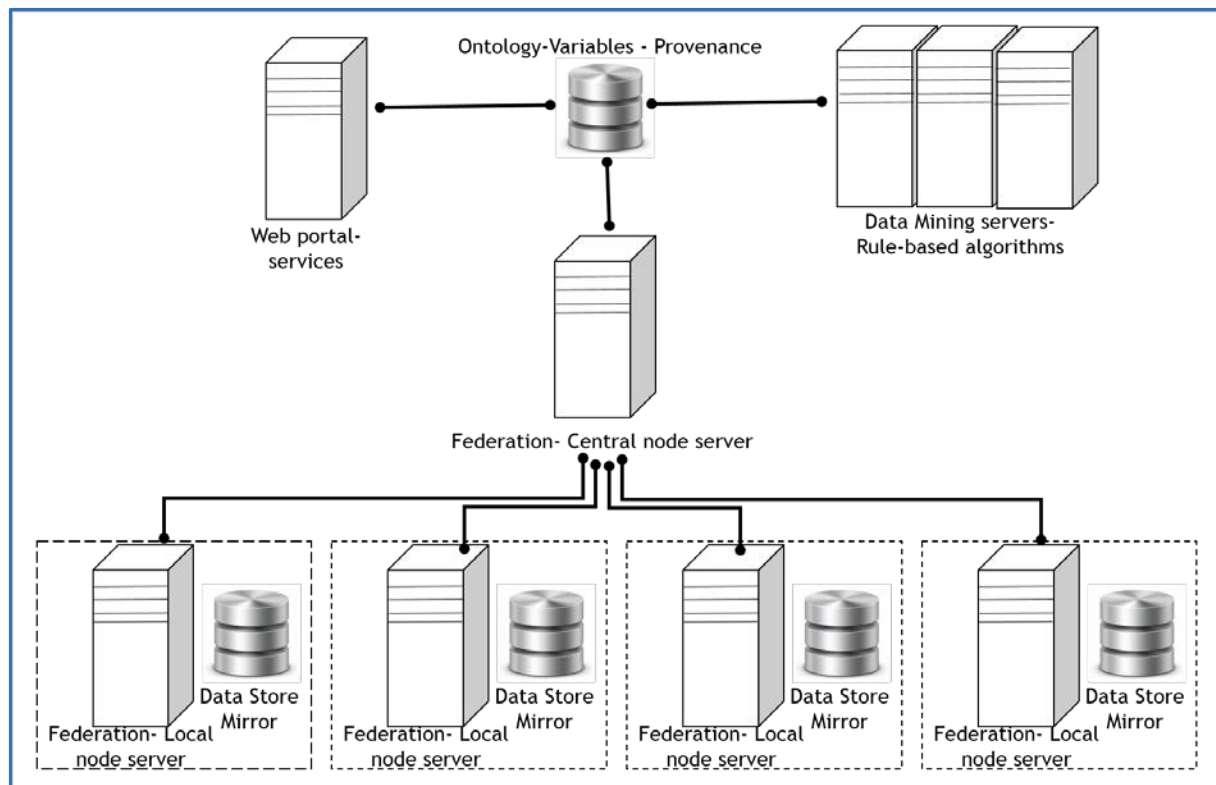 Ontology-Variables - Provenance
Web portal-
services
Data Mining servers-
Rule-based algorithms
Federation- Central node server
Data Store
Mirror
Federation- Local
node server
Data Store
Mirror
Federation- Local
node server
Data Store
Mirror
Federation- Local
node server
Data Store
Mirror
Federation- Local
node server